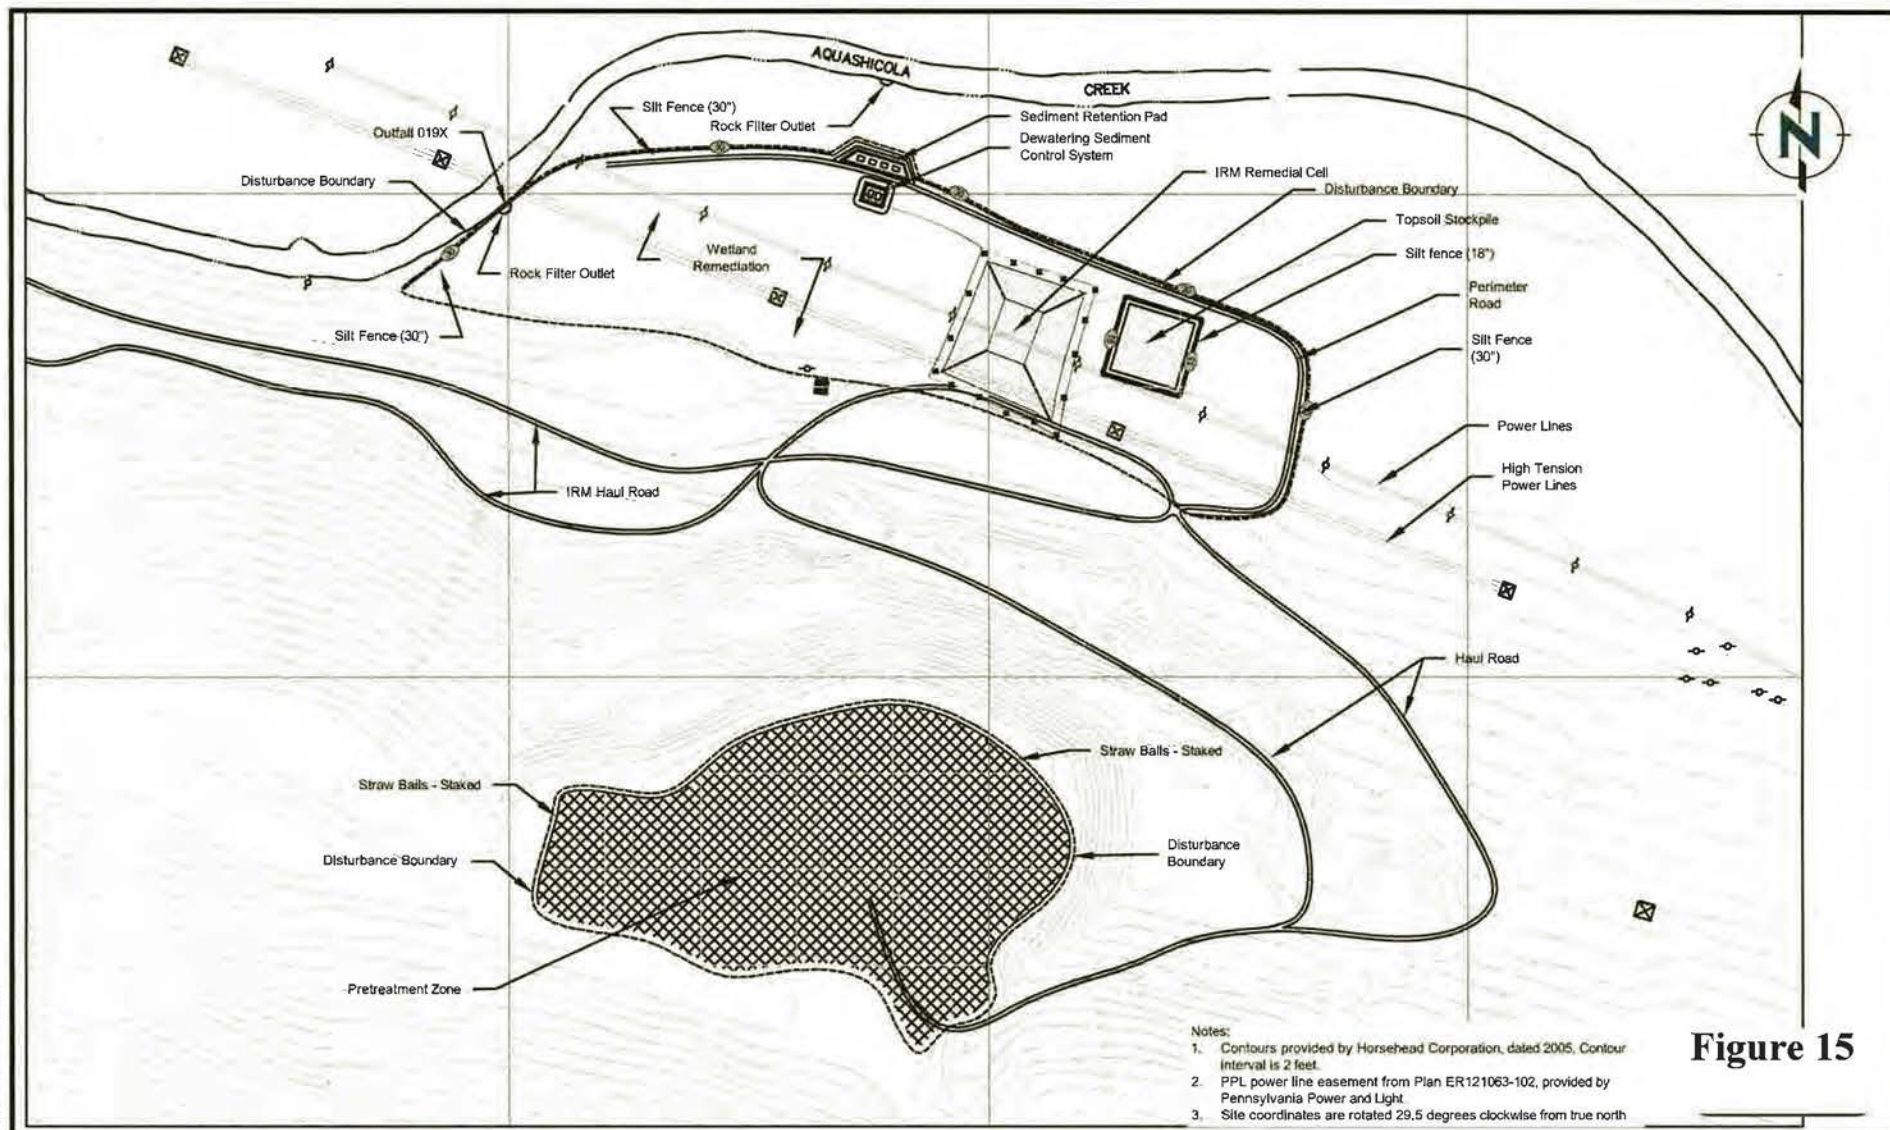 AQUASHICOLA
CREEK
N
Silt Fence (30")
Rock Filter Outlet
Sediment Retention Pad
Outfall 019X
Dewatering Sediment
Control System
IRM Remedial Cell
Disturbance Boundary
Disturbance Boundary
Topsoil Stockpile
Wetland
Remediation
Silt fence (18")
Rock Filter Outlet
Perimeter
Road
Silt Fence (30")
Silt Fence
(30")
Power Lines
High Tension
Power Lines
IRM Haul Road
Haul Road
Straw Balls - Staked
Straw Bails - Staked
Disturbance Boundary
Disturbance
Boundary
Pretreatment Zone
Notes:
1. Contours provided by Horsehead Corporation, dated 2005, Contour
interval is 2 feet.
2. PPL power line easement from Plan ER121063-102, provided by
Pennsylvania Power and Light
3. Site coordinates are rotated 29.5 degrees clockwise from true north
Figure 15